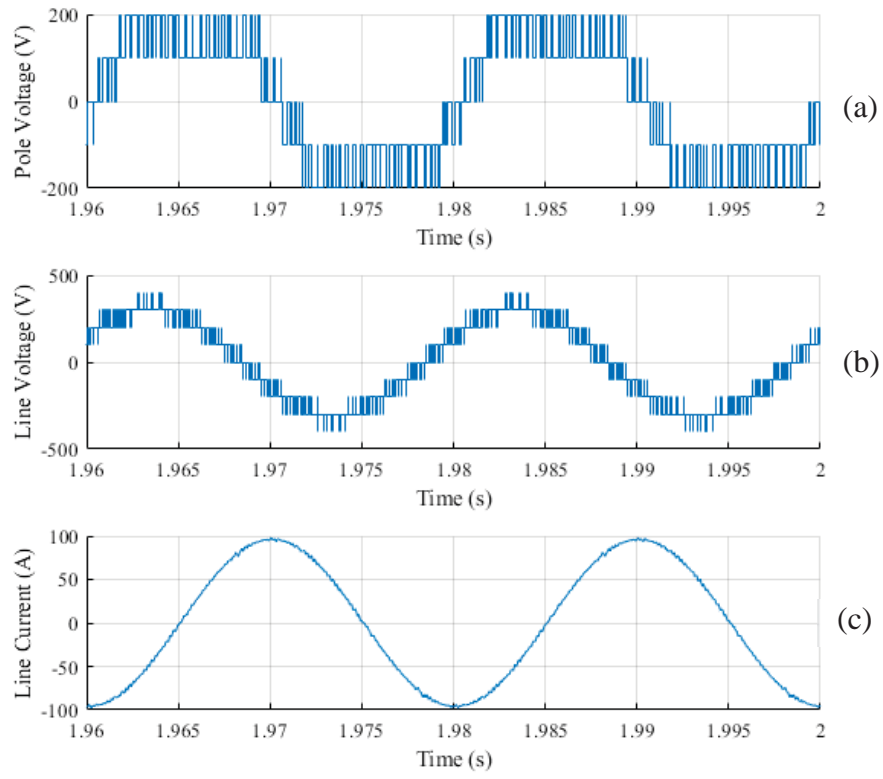 Pole Voltage (V)
200
0
-200
1.96 1.965 1.97 1.975 1.98 1.985 1.99 1.995 2
Time (s)
(a)
Line Voltage (V)
500
0
-500
1.96 1.965 1.97 1.975 1.98 1.985 1.99 1.995 2
Time (s)
(b)
Line Current (A)
100
50
0
-50
-100
1.96 1.965 1.97 1.975 1.98 1.985 1.99 1.995 2
Time (s)
(c)